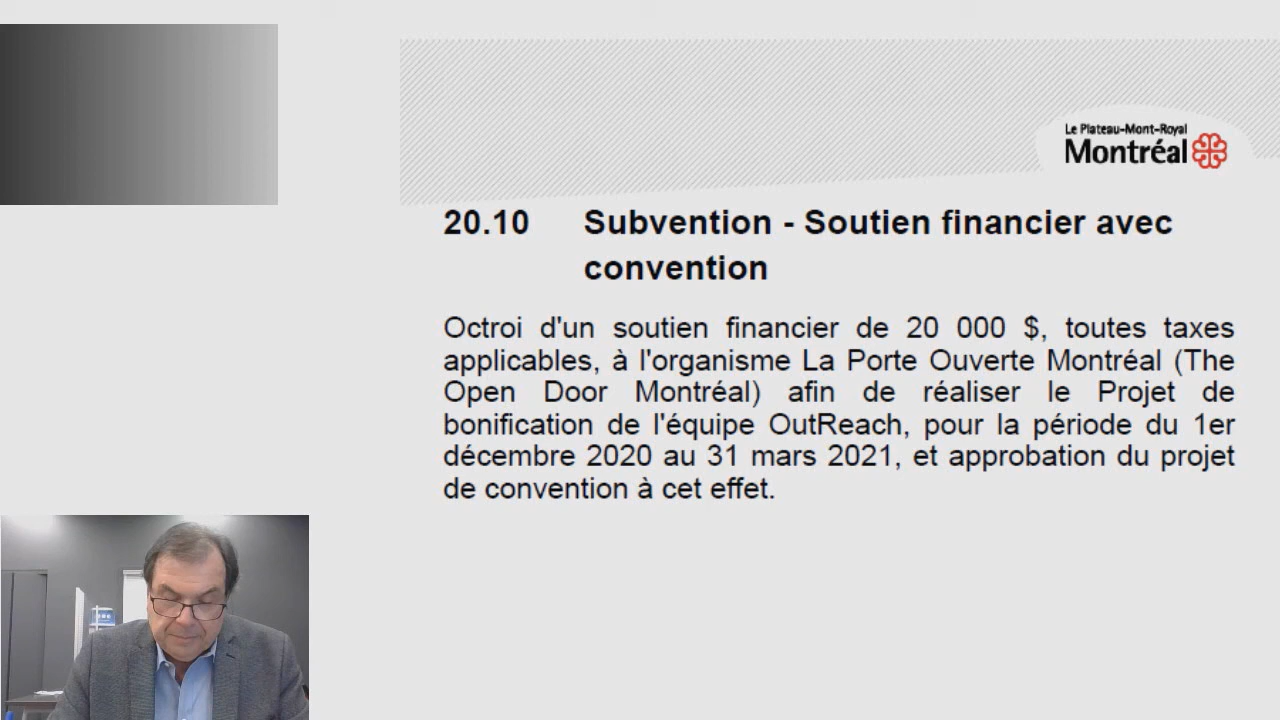 Le Plateau-Mont-Royal
Montréal
20.10 Subvention - Soutien financier avec
convention
Octroi d'un soutien financier de 20 000 $, toutes taxes
applicables, à l'organisme La Porte Ouverte Montréal (The
Open Door Montréal) afin de réaliser le Projet de
bonification de l'équipe OutReach, pour la période du 1er
décembre 2020 au 31 mars 2021, et approbation du projet
de convention à cet effet.